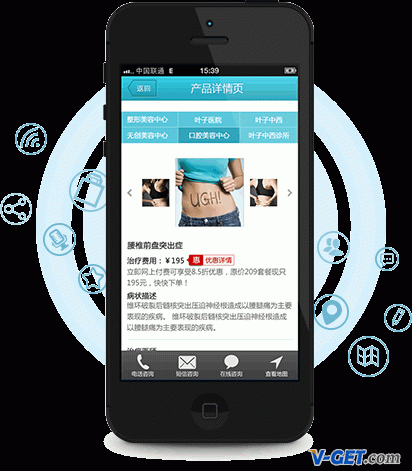 中国联通 E 15:39
返回 产品详情页
整形美容中心 叶子医院 叶子中西
无创美容中心 口腔美容中心 叶子中西诊所
UGH!
腰椎前盘突出症
治疗费用：￥195 惠 优惠详情
立即网上付费可享受8.5折优惠，原价209套餐现只
195元，快快下单！
病状描述
维环破裂后髓核突出压迫神经根造成以腰腿痛为主要
表现的疾病。 维环破裂后髓核突出压迫神经根造成
以腰腿痛为主要表现的疾病。
电话咨询 短信咨询 在线咨询 查看地图
V-GET.com